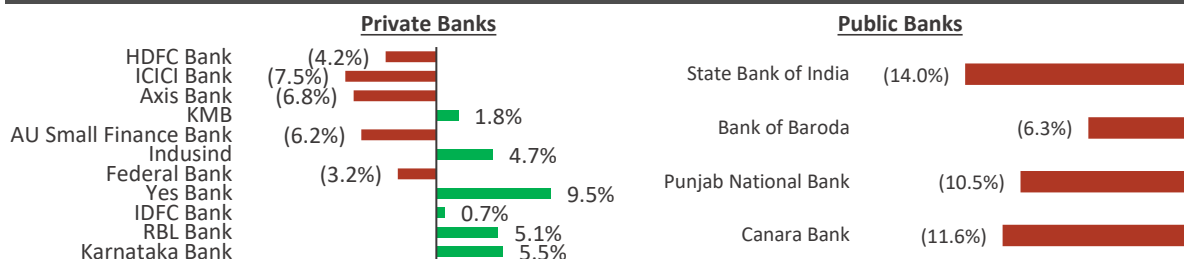 Private Banks
HDFC Bank (4.2%)
ICICI Bank (7.5%)
Axis Bank (6.8%)
KMB 1.8%
AU Small Finance Bank (6.2%)
Indusind 4.7%
Federal Bank (3.2%)
Yes Bank 9.5%
IDFC Bank 0.7%
RBL Bank 5.1%
Karnataka Bank 5.5%
Public Banks
State Bank of India (14.0%)
Bank of Baroda (6.3%)
Punjab National Bank (10.5%)
Canara Bank (11.6%)